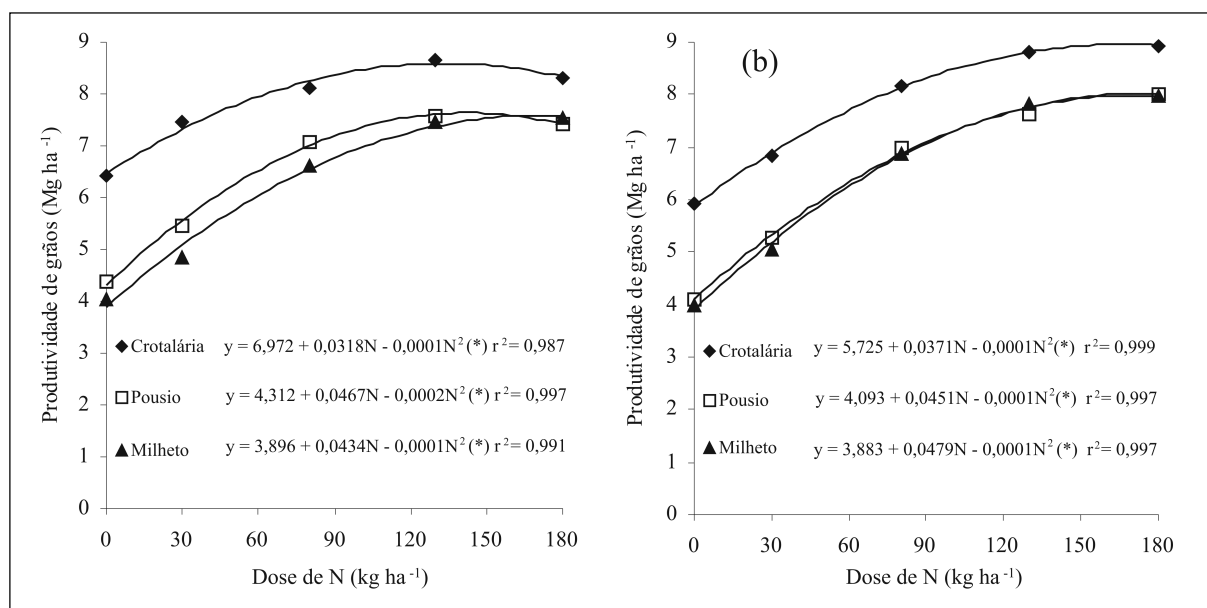 Produtividade de grãos (Mg ha -1)
9
8
7
6
5
4
3
2
1
0
Crotalária y = 6,972 + 0,0318N - 0,0001N2 (*) r2 = 0,987
Pousio y = 4,312 + 0,0467N - 0,0002N2 (*) r2 = 0,997
Milheto y = 3,896 + 0,0434N - 0,0001N2 (*) r2 = 0,991
0 30 60 90 120 150 180
Dose de N (kg ha -1)
(b)
Produtividade de grãos (Mg ha -1)
9
8
7
6
5
4
3
2
1
0
Crotalária y = 5,725 + 0,0371N - 0,0001N2 (*) r2 = 0,999
Pousio y = 4,093 + 0,0451N - 0,0001N2 (*) r2 = 0,997
Milheto y = 3,883 + 0,0479N - 0,0001N2 (*) r2 = 0,997
0 30 60 90 120 150 180
Dose de N (kg ha -1)